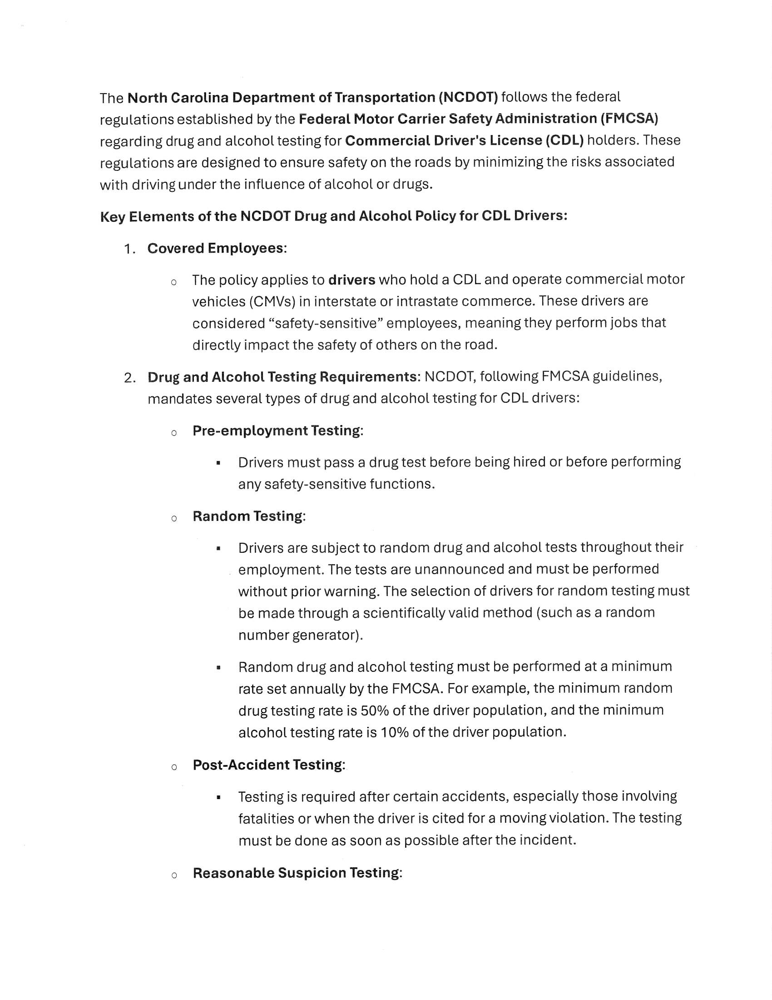 The North Carolina Department of Transportation (NCDOT) follows the federal
regulations established by the Federal Motor Carrier Safety Administration (FMCSA)
regarding drug and alcohol testing for Commercial Driver's License (CDL) holders. These
regulations are designed to ensure safety on the roads by minimizing the risks associated
with driving under the influence of alcohol or drugs.
Key Elements of the NCDOT Drug and Alcohol Policy for CDL Drivers:
1. Covered Employees:
o The policy applies to drivers who hold a CDL and operate commercial motor
vehicles (CMVs) in interstate or intrastate commerce. These drivers are
considered “safety-sensitive” employees, meaning they perform jobs that
directly impact the safety of others on the road.
2. Drug and Alcohol Testing Requirements: NCDOT, following FMCSA guidelines,
mandates several types of drug and alcohol testing for CDL drivers:
o Pre-employment Testing:
▪ Drivers must pass a drug test before being hired or before performing
any safety-sensitive functions.
o Random Testing:
▪ Drivers are subject to random drug and alcohol tests throughout their
employment. The tests are unannounced and must be performed
without prior warning. The selection of drivers for random testing must
be made through a scientifically valid method (such as a random
number generator).
▪ Random drug and alcohol testing must be performed at a minimum
rate set annually by the FMCSA. For example, the minimum random
drug testing rate is 50% of the driver population, and the minimum
alcohol testing rate is 10% of the driver population.
o Post-Accident Testing:
▪ Testing is required after certain accidents, especially those involving
fatalities or when the driver is cited for a moving violation. The testing
must be done as soon as possible after the incident.
o Reasonable Suspicion Testing: